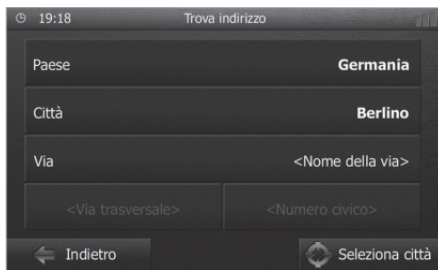 19:18 Trova indirizzo
Paese Germania
Città Berlino
Via <Nome della via>
<Via trasversale> <Numero civico>
Indietro Seleziona città